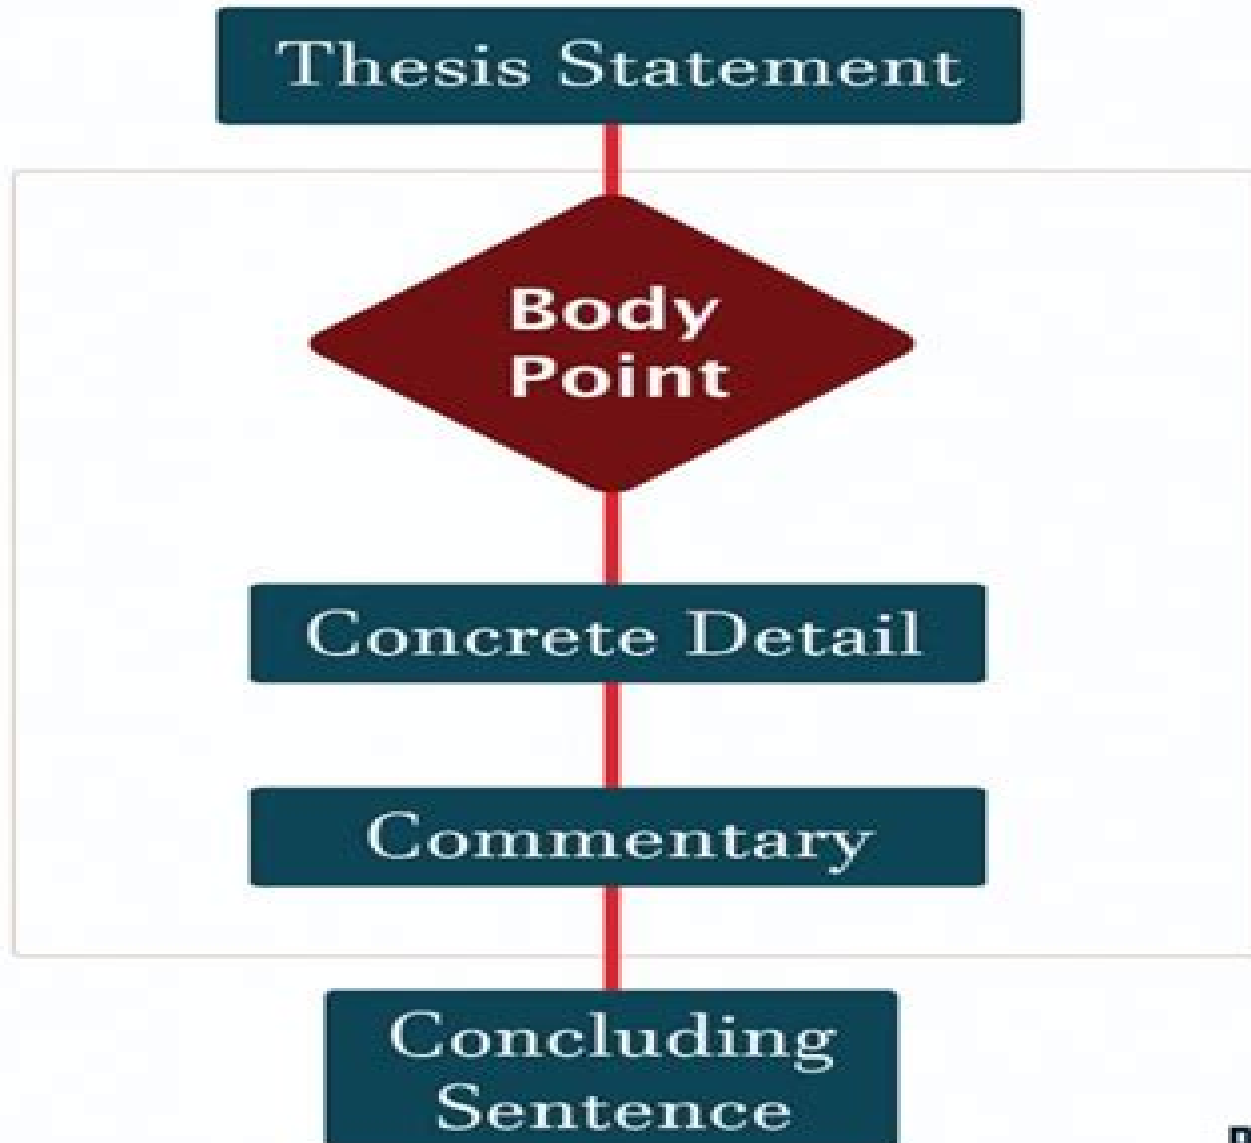 Thesis Statement
Body
Point
Concrete Detail
Commentary
Concluding
Sentence